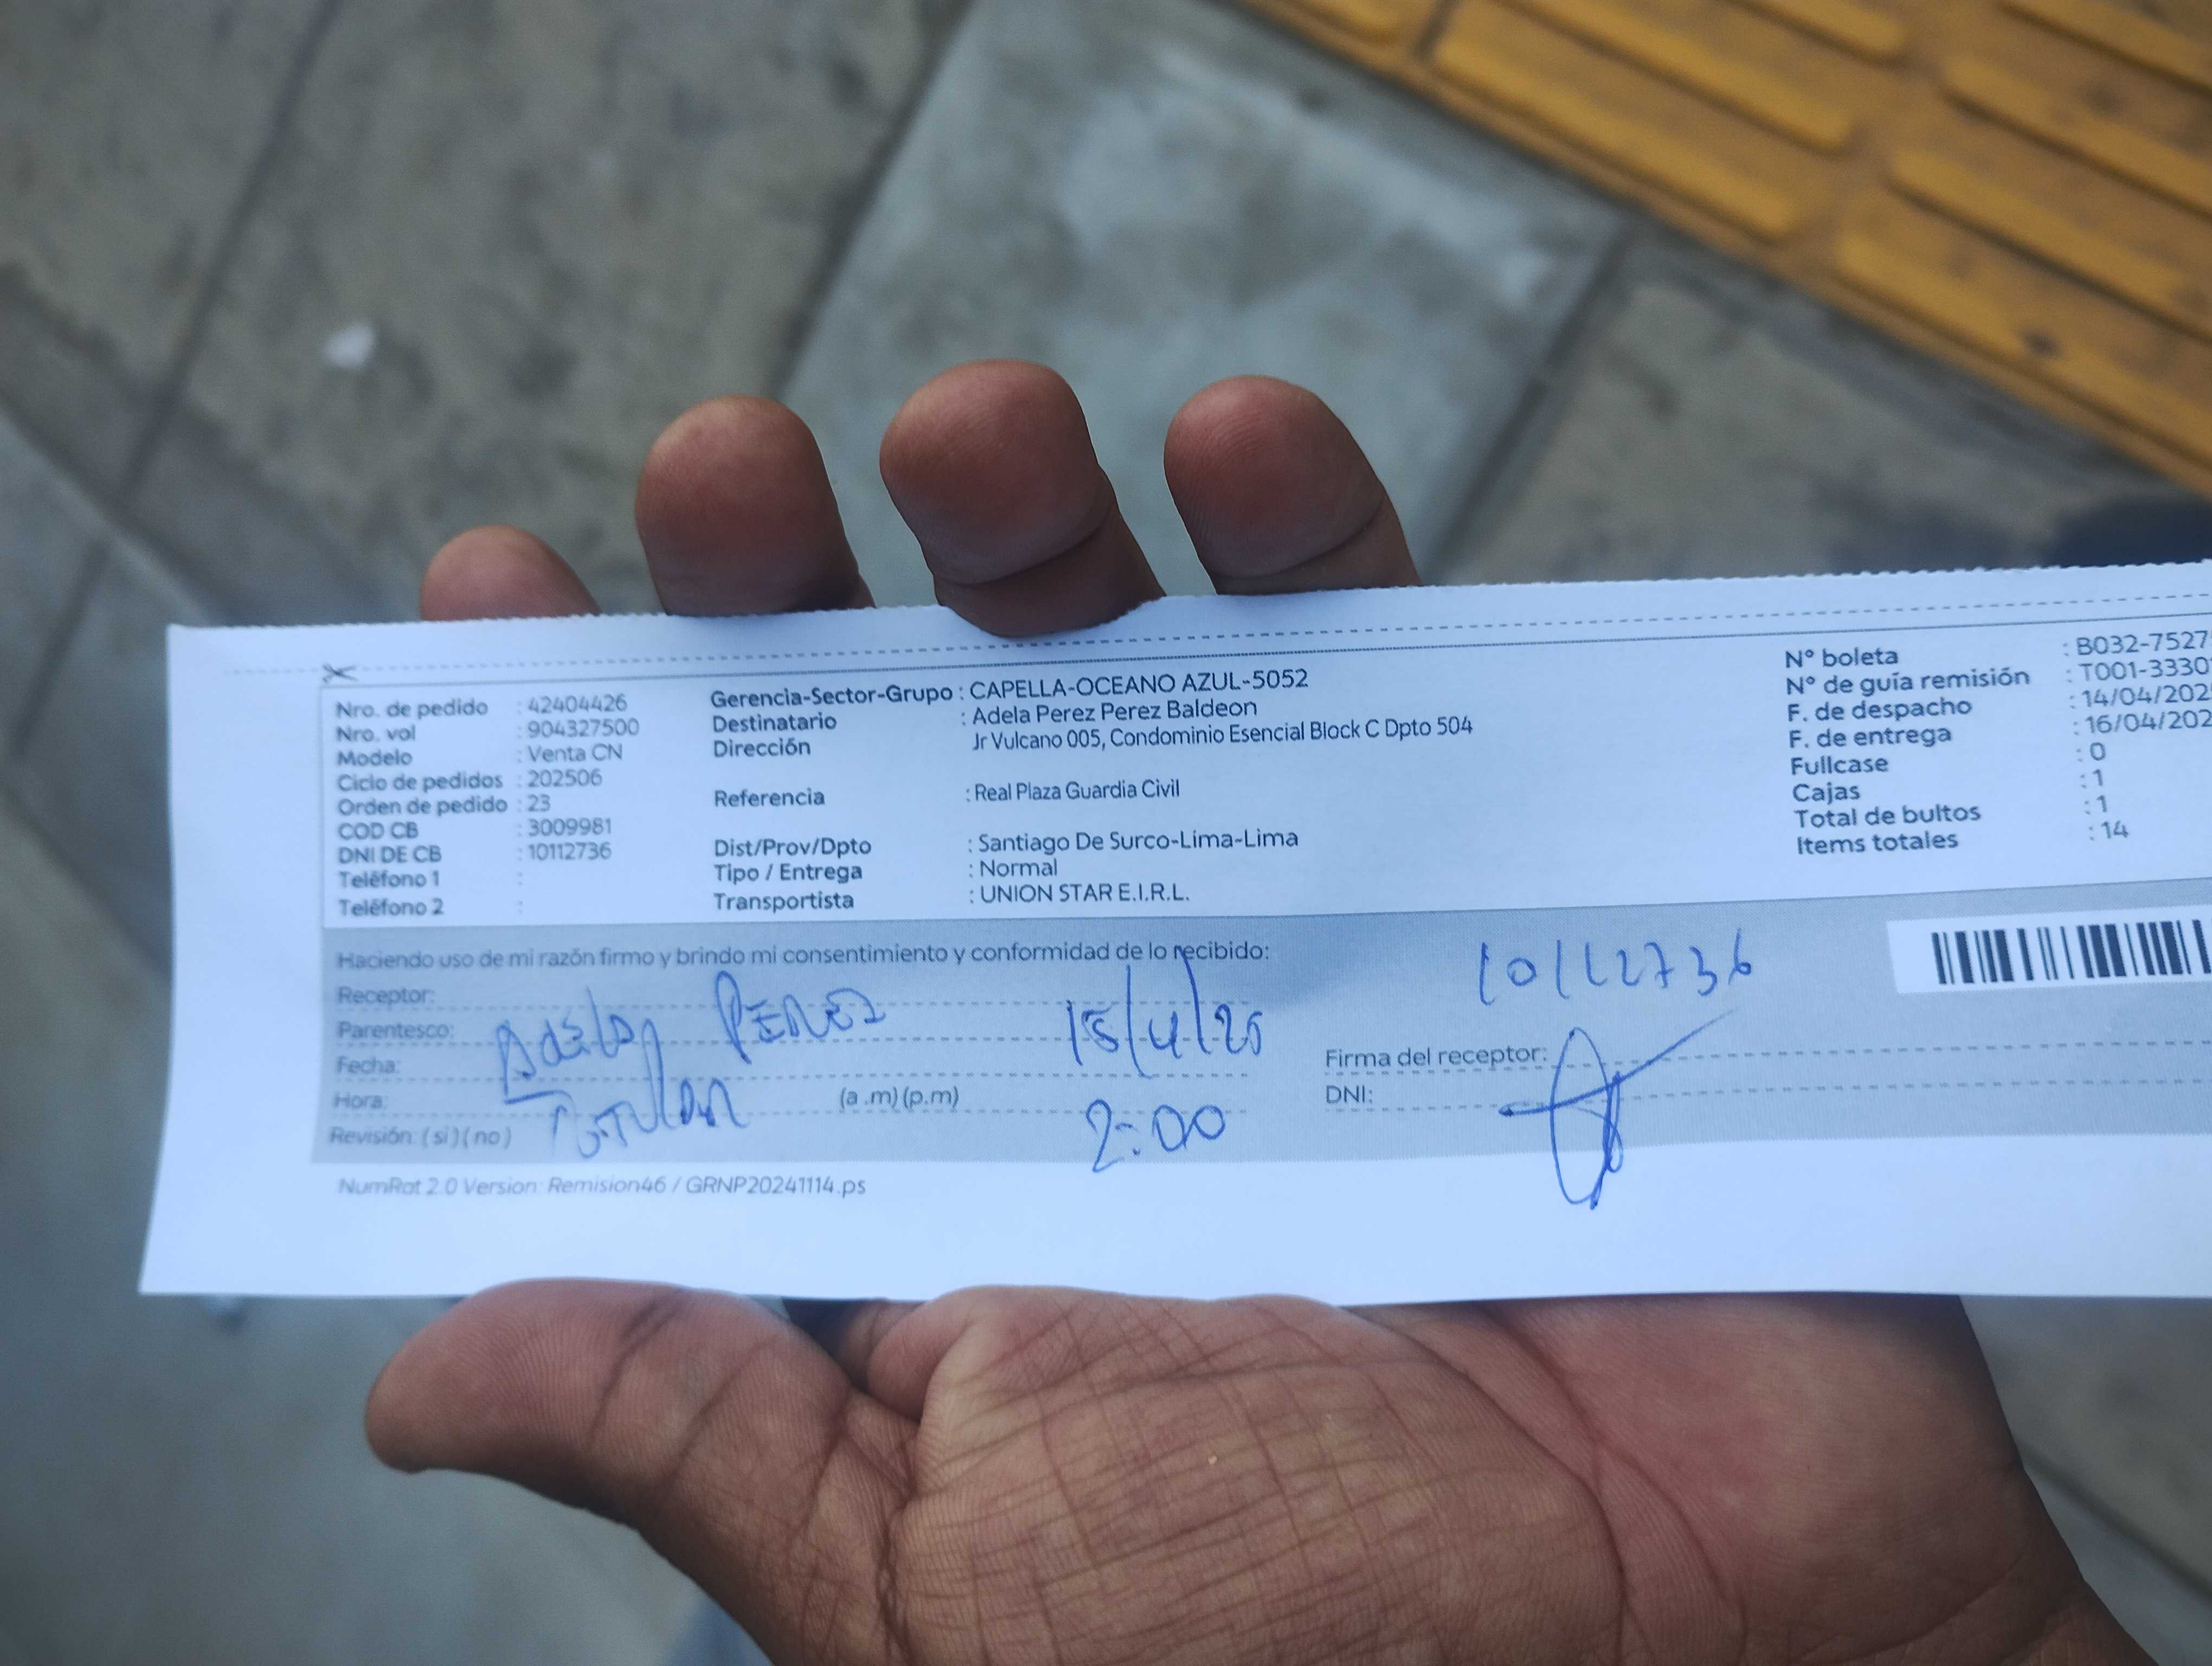 Nro. de pedido : 42404426
Nro. vol : 904327500
Modelo : Venta CN
Ciclo de pedidos : 202506
Orden de pedido : 23
COD CB : 3009981
DNI DE CB : 10112736
Teléfono 1 :
Teléfono 2 :
Gerencia-Sector-Grupo : CAPELLA-OCEANO AZUL-5052
Destinatario : Adela Perez Perez Baldeon
Dirección Jr Vulcano 005, Condominio Esencial Block C Dpto 504
Referencia : Real Plaza Guardia Civil
Dist/Prov/Dpto : Santiago De Surco-Lima-Lima
Tipo / Entrega : Normal
Transportista : UNION STAR E.I.R.L.
N° boleta : B032-7527
N° de guía remisión : T001-3330
F. de despacho : 14/04/202
F. de entrega : 16/04/202
Fullcase : 0
Cajas : 1
Total de bultos : 1
Items totales : 14
Haciendo uso de mi razón firmo y brindo mi consentimiento y conformidad de lo recibido:
Receptor:
Parentesco: Adela PEREZ
Fecha: 15/4/25
Hora: Titular (a .m) (p.m) 2:00
Revisión: ( si ) ( no )
10112736
Firma del receptor:
DNI:
NumRot 2.0 Version: Remision46 / GRNP20241114.ps